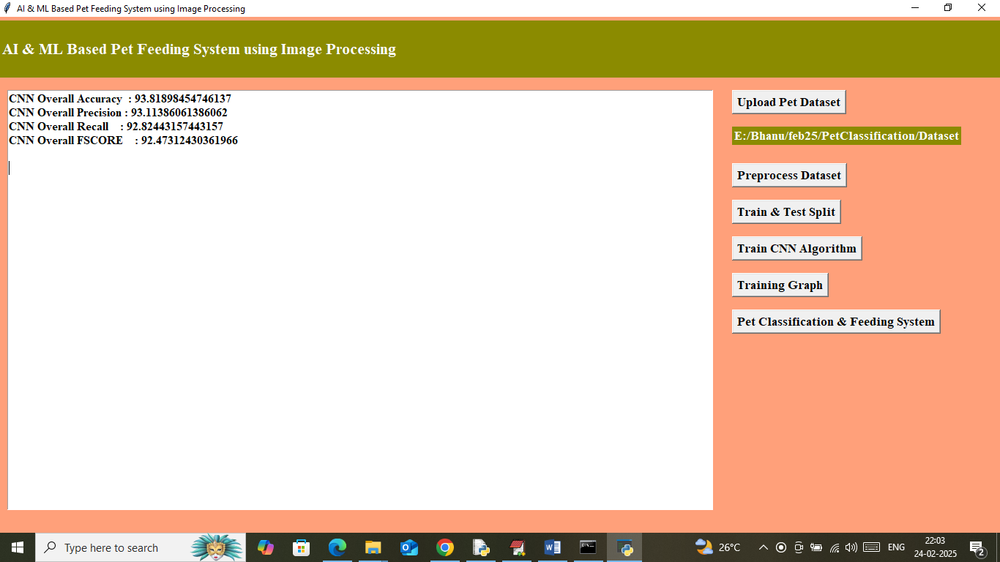 AI & ML Based Pet Feeding System using Image Processing
AI & ML Based Pet Feeding System using Image Processing
CNN Overall Accuracy  : 93.81898454746137
CNN Overall Precision : 93.11386061386062
CNN Overall Recall    : 92.82443157443157
CNN Overall FSCORE    : 92.47312430361966
Upload Pet Dataset
E:/Bhanu/feb25/PetClassification/Dataset
Preprocess Dataset
Train & Test Split
Train CNN Algorithm
Training Graph
Pet Classification & Feeding System
Type here to search
26°C
ENG
22:03
24-02-2025
2